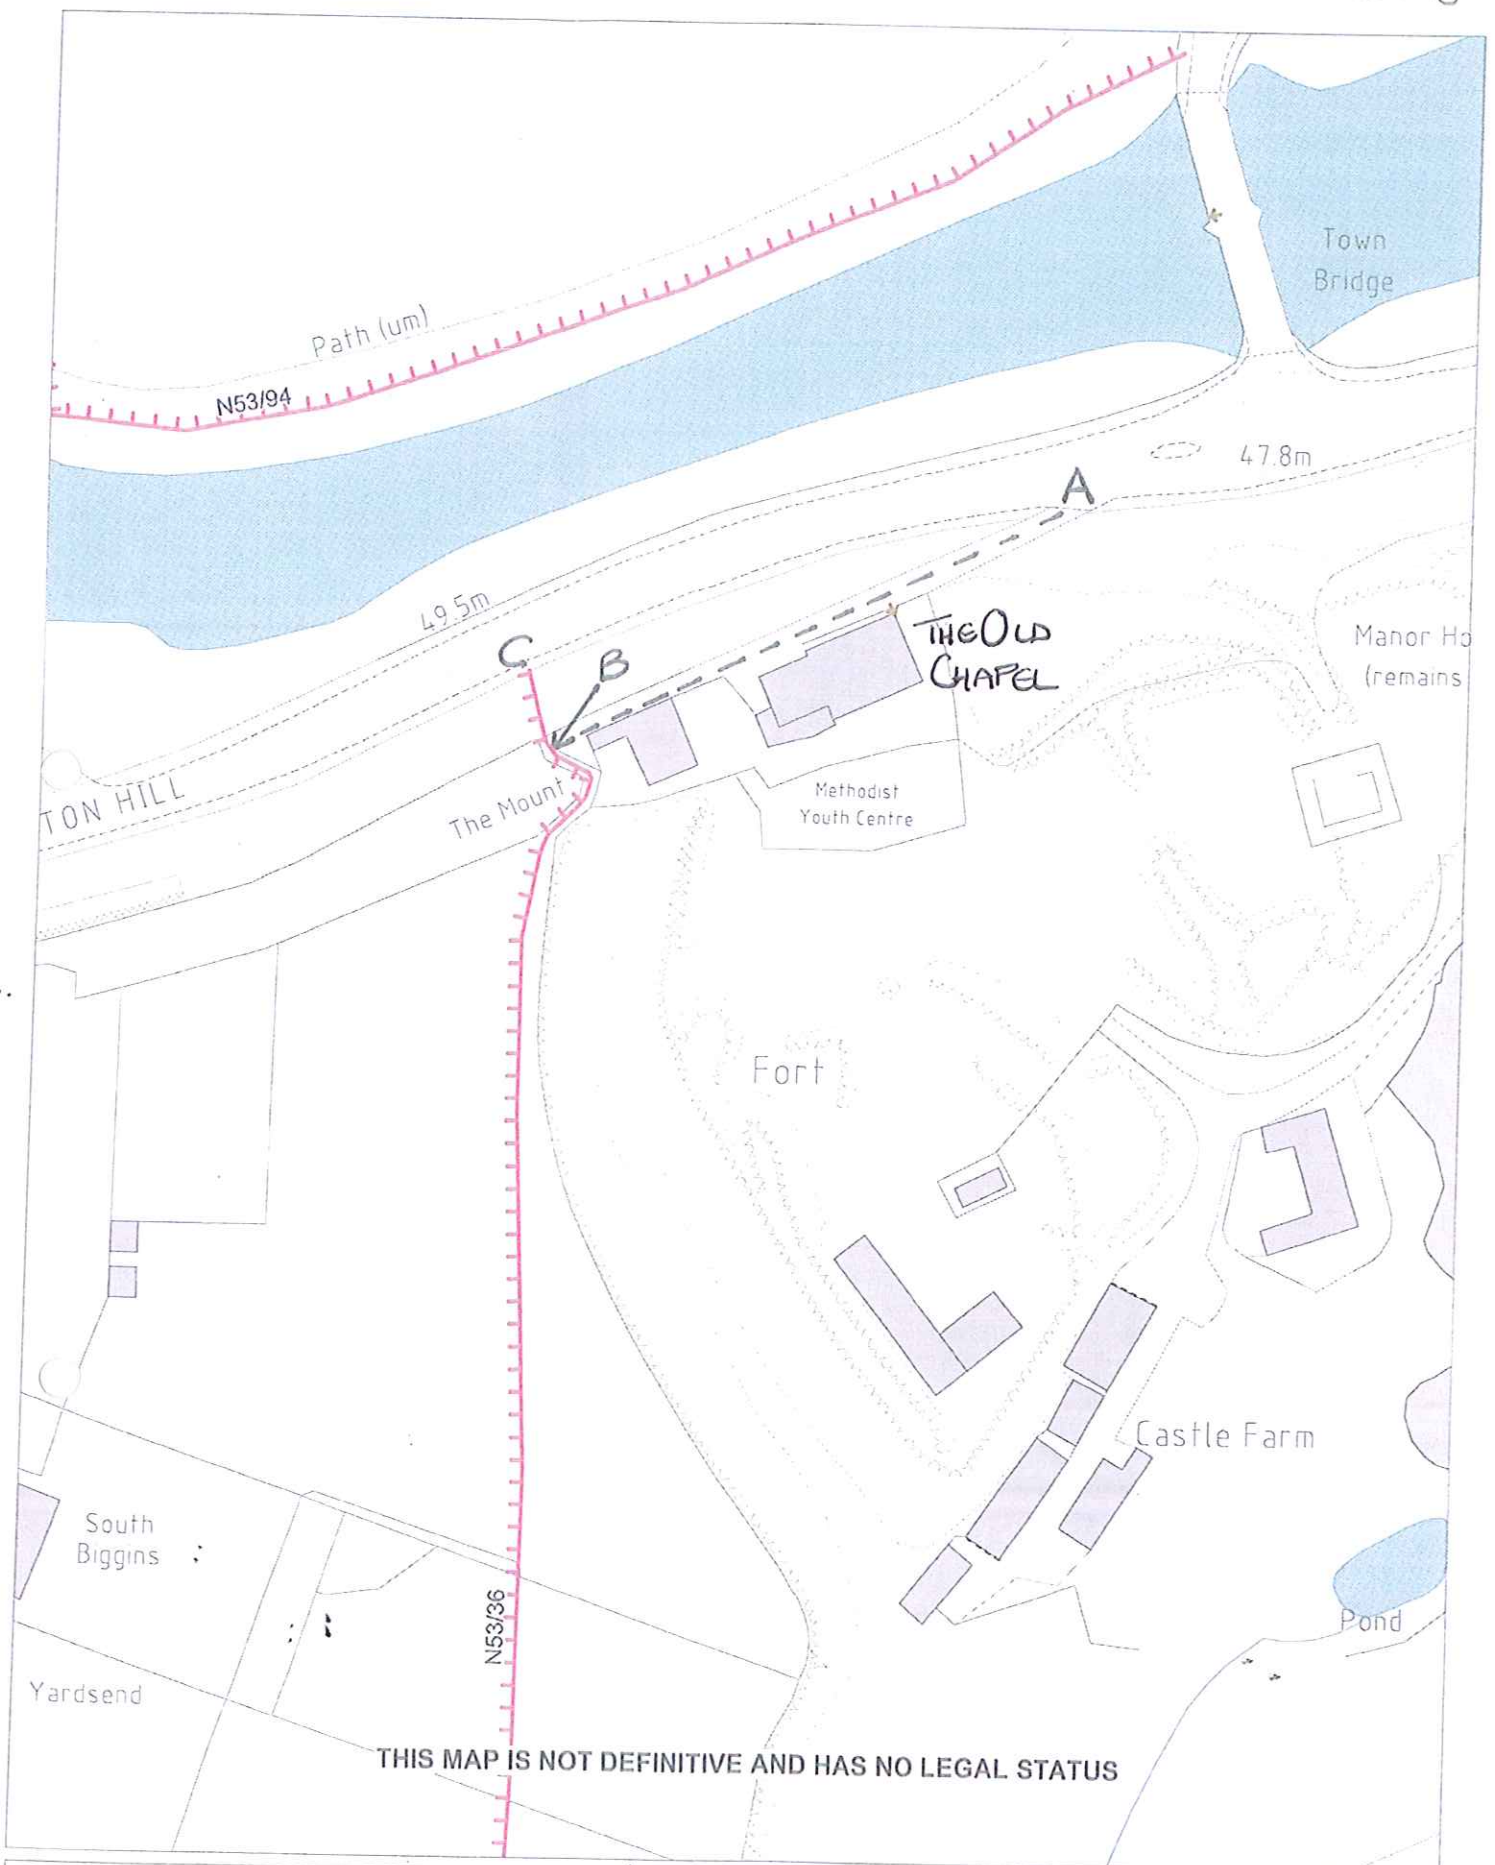 Town
Bridge
Path (um)
N53/94
A
47.8m
49.5m
C
B
THE OLD
CHAPEL
Manor Ho
(remains
TON HILL
The Mount
Methodist
Youth Centre
Fort
Castle Farm
South
Biggins
N53/36
Pond
Yardsend
THIS MAP IS NOT DEFINITIVE AND HAS NO LEGAL STATUS